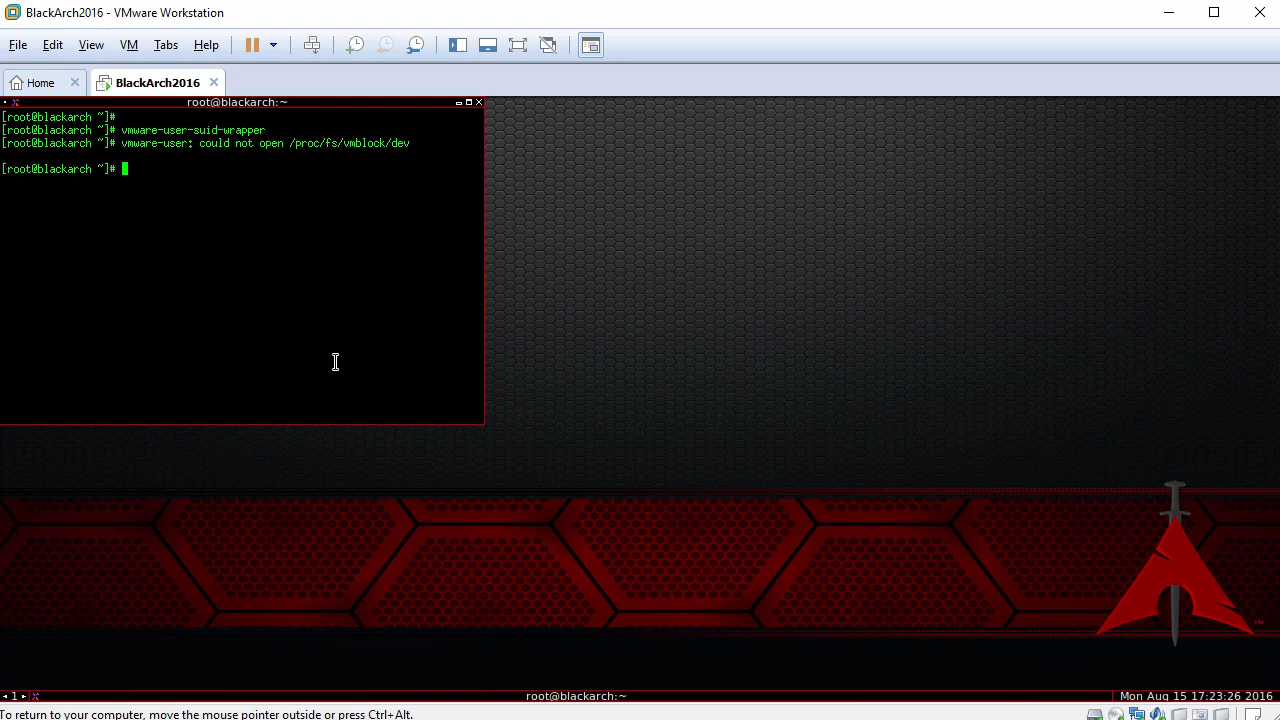 BlackArch2016 - VMware Workstation
File Edit View VM Tabs Help
Home BlackArch2016
root@blackarch:~
[root@blackarch ~]#
[root@blackarch ~]# vmware-user-suid-wrapper
[root@blackarch ~]# vmware-user: could not open /proc/fs/vmblock/dev
[root@blackarch ~]#
TM
1 root@blackarch:~ Mon Aug 15 17:23:26 2016
To return to your computer, move the mouse pointer outside or press Ctrl+Alt.